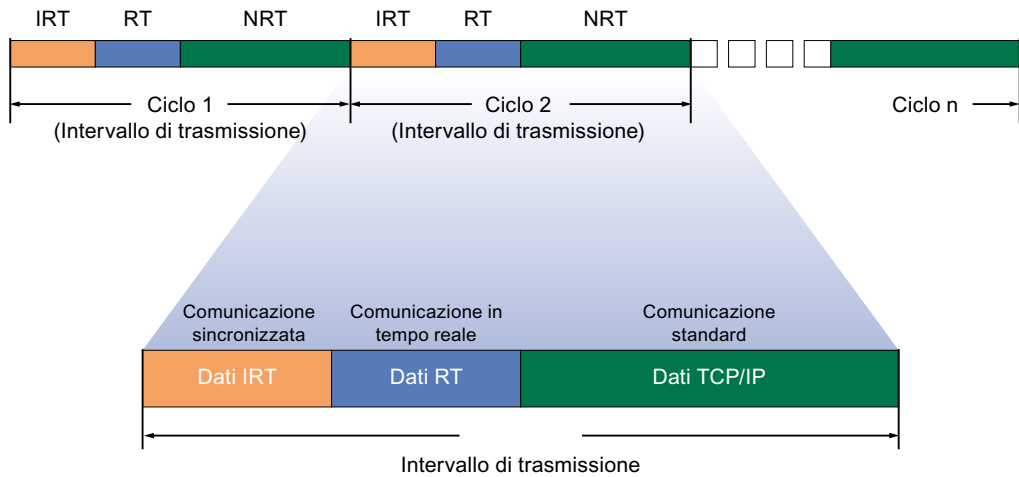 IRT RT NRT IRT RT NRT
Ciclo 1 Ciclo 2 Ciclo n
(Intervallo di trasmissione) (Intervallo di trasmissione)
Comunicazione Comunicazione in Comunicazione
sincronizzata tempo reale standard
Dati IRT Dati RT Dati TCP/IP
Intervallo di trasmissione